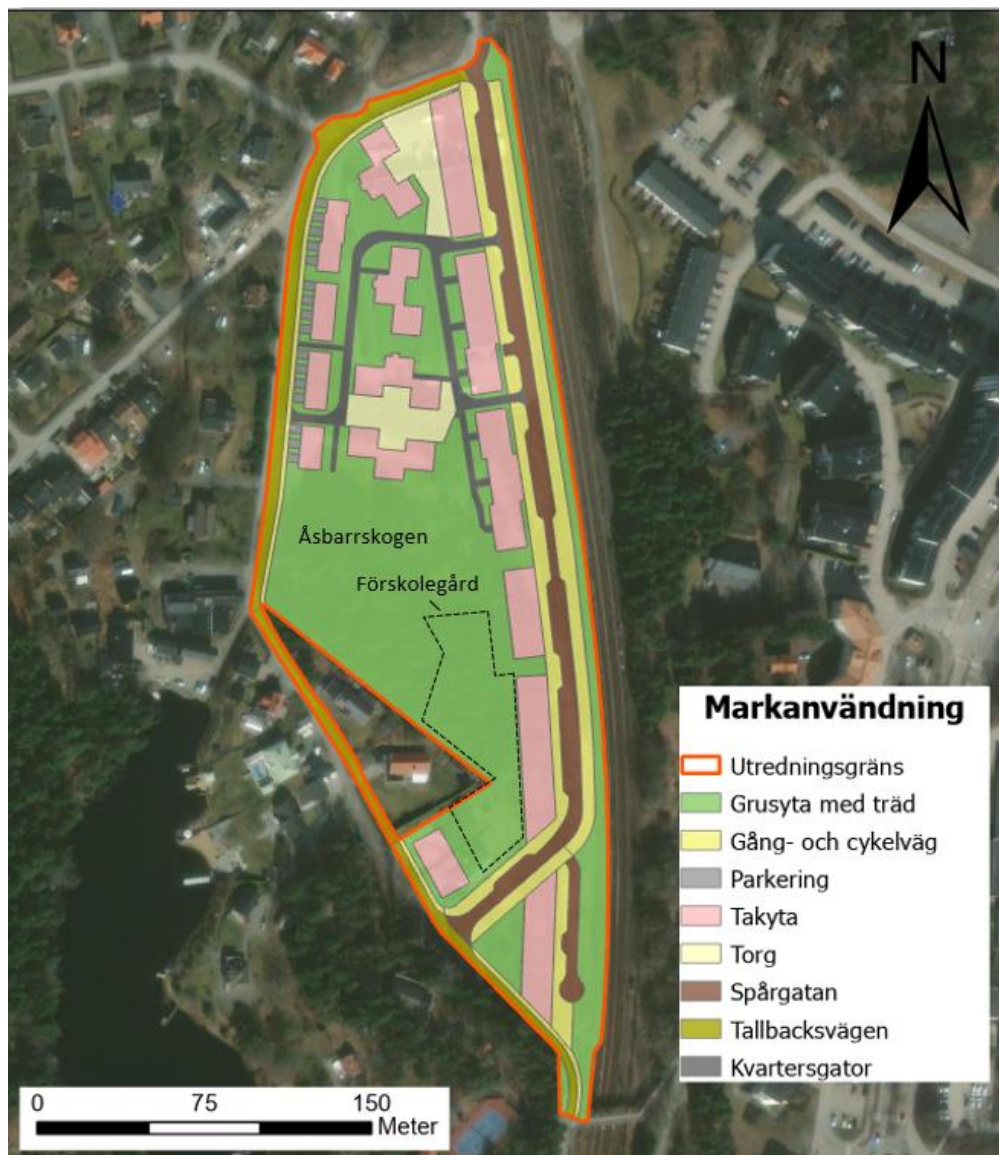 N
Åsbarrskogen
Förskolegård
Markanvändning
Utredningsgräns
Grusyta med träd
Gång- och cykelväg
Parkering
Takyta
Torg
Spårgatan
Tallbacksvägen
Kvartersgator
0 75 150
Meter